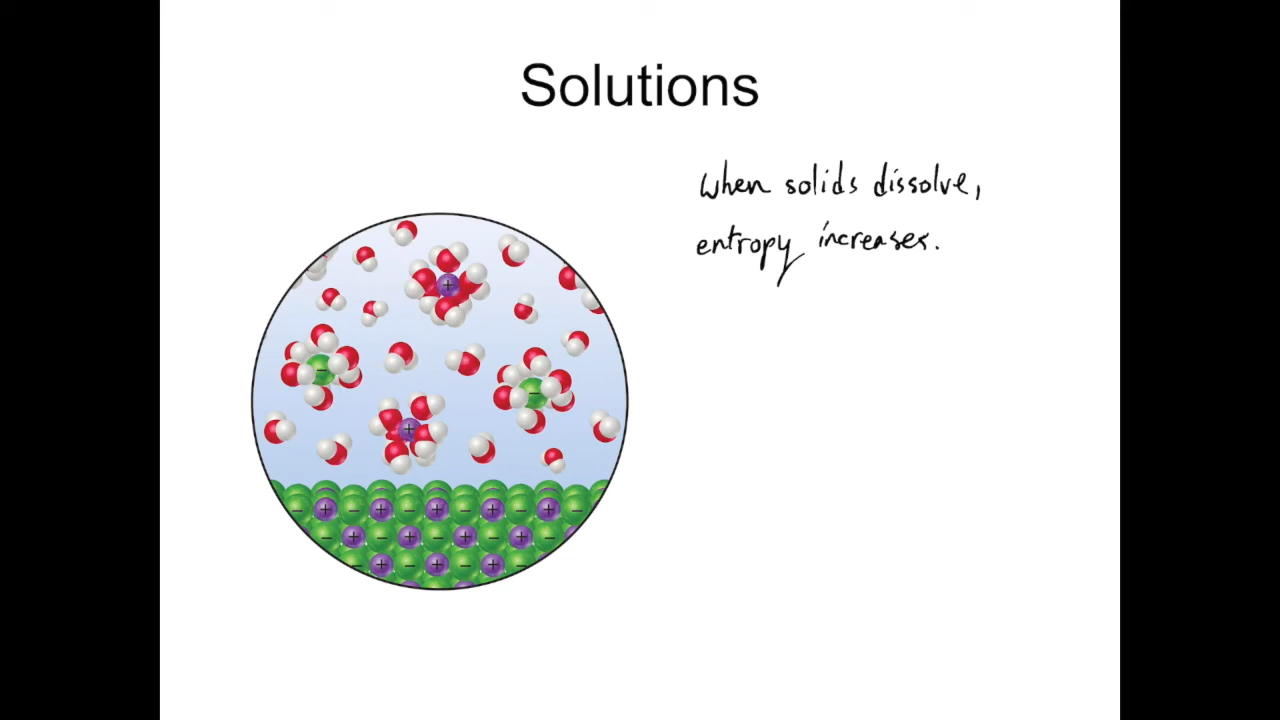 Solutions
when solids dissolve,
entropy increases.
+
−
−
+
− + − + − + − + − + −
− + − + − + − + − +
− + − + − + −